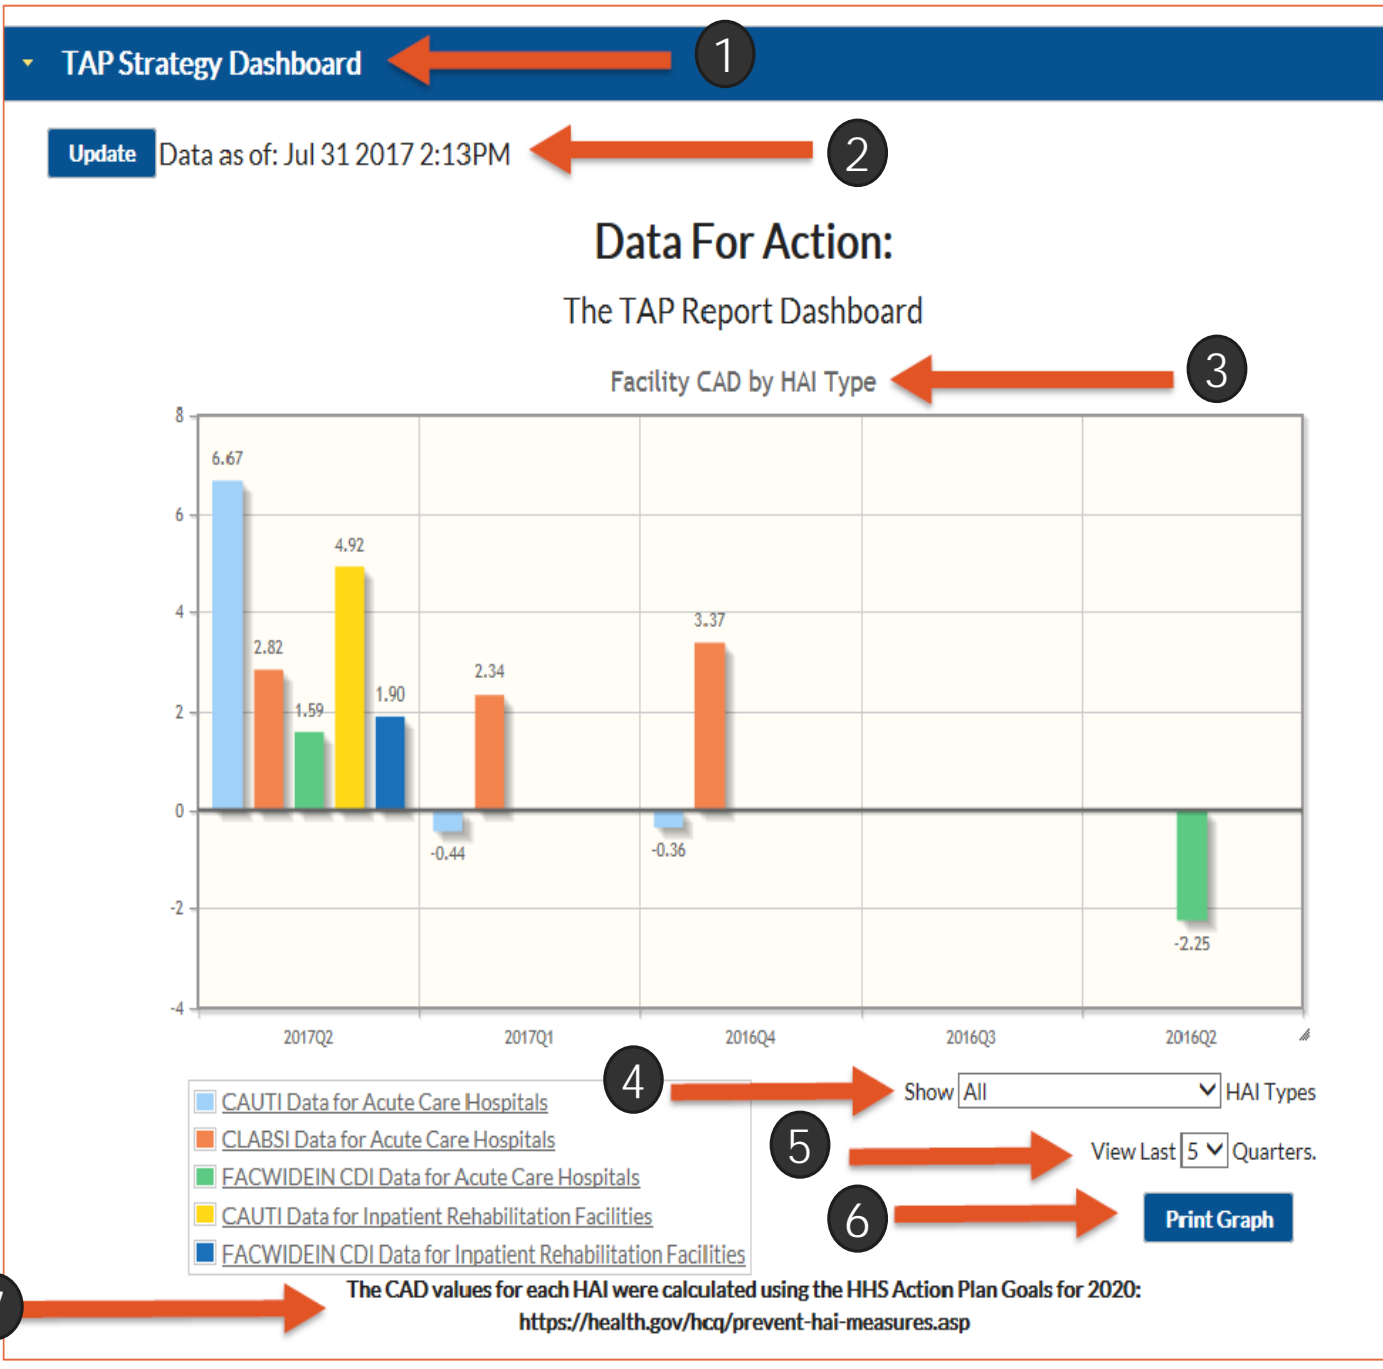 TAP Strategy Dashboard
1
Update Data as of: Jul 31 2017 2:13PM
2
Data For Action:
The TAP Report Dashboard
Facility CAD by HAI Type
3
8
6
4
2
0
-2
-4
6.67
2.82
1.59
4.92
1.90
-0.44
2.34
-0.36
3.37
-2.25
2017Q2 2017Q1 2016Q4 2016Q3 2016Q2
CAUTI Data for Acute Care Hospitals
CLABSI Data for Acute Care Hospitals
FACWIDEIN CDI Data for Acute Care Hospitals
CAUTI Data for Inpatient Rehabilitation Facilities
FACWIDEIN CDI Data for Inpatient Rehabilitation Facilities
4
Show All HAI Types
5
View Last 5 Quarters.
6
Print Graph
The CAD values for each HAI were calculated using the HHS Action Plan Goals for 2020:
https://health.gov/hcq/prevent-hai-measures.asp